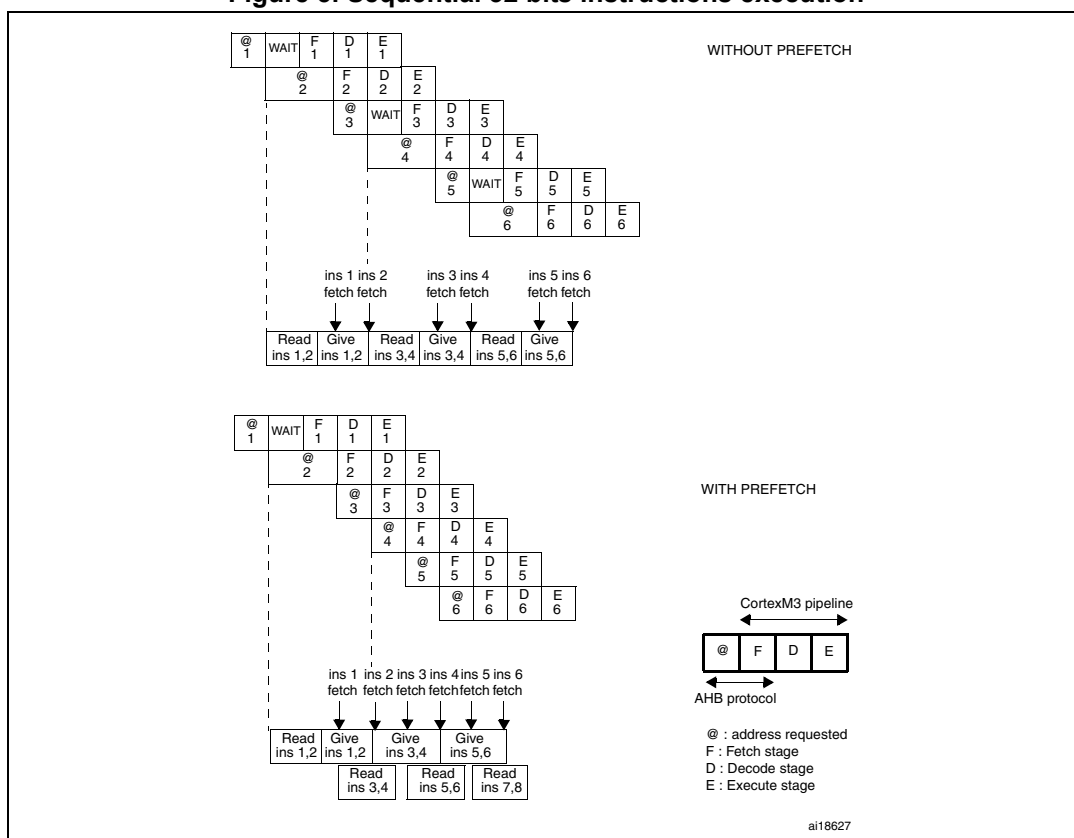 @ WAIT F D E WITHOUT PREFETCH
1 1 1 1
@ F D E
2 2 2 2
@ WAIT F D E
3 3 3 3
@ F D E
4 4 4 4
@ WAIT F D E
5 5 5 5
@ F D E
6 6 6 6
ins 1 ins 2 ins 3 ins 4 ins 5 ins 6
fetch fetch fetch fetch fetch fetch
Read Give Read Give Read Give
ins 1,2 ins 1,2 ins 3,4 ins 3,4 ins 5,6 ins 5,6
@ WAIT F D E
1 1 1 1
@ F D E
2 2 2 2
WITH PREFETCH
@ F D E
3 3 3 3
@ F D E
4 4 4 4
@ F D E
5 5 5 5
@ F D E
6 6 6 6
CortexM3 pipeline
@ F D E
AHB protocol
ins 1 ins 2 ins 3 ins 4 ins 5 ins 6
fetch fetch fetch fetch fetch fetch
Read Give Give Give
ins 1,2 ins 1,2 ins 3,4 ins 5,6
Read Read Read
ins 3,4 ins 5,6 ins 7,8
@ : address requested
F : Fetch stage
D : Decode stage
E : Execute stage
ai18627